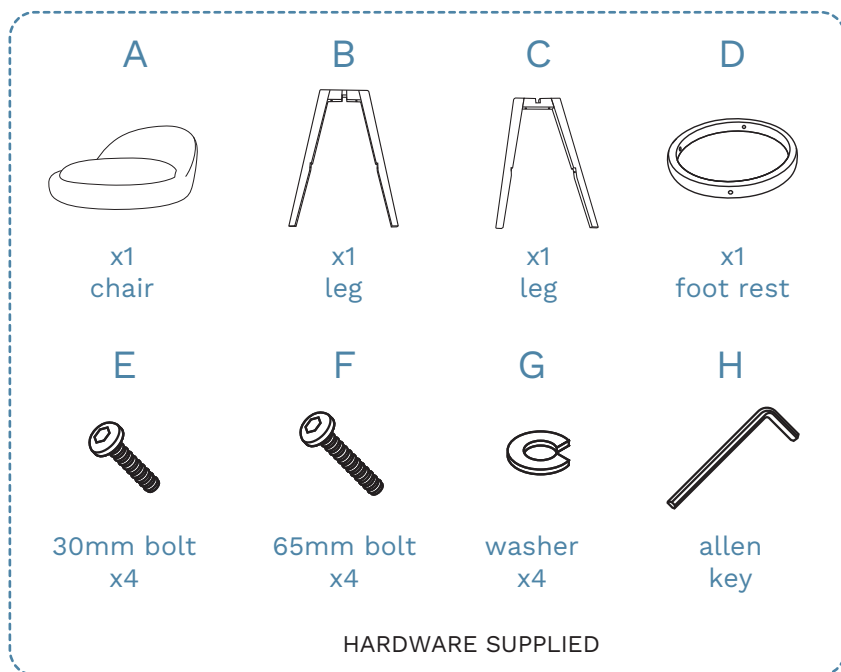 A
B
C
D
x1
chair
x1
leg
x1
leg
x1
foot rest
E
F
G
H
30mm bolt
x4
65mm bolt
x4
washer
x4
allen
key
HARDWARE SUPPLIED